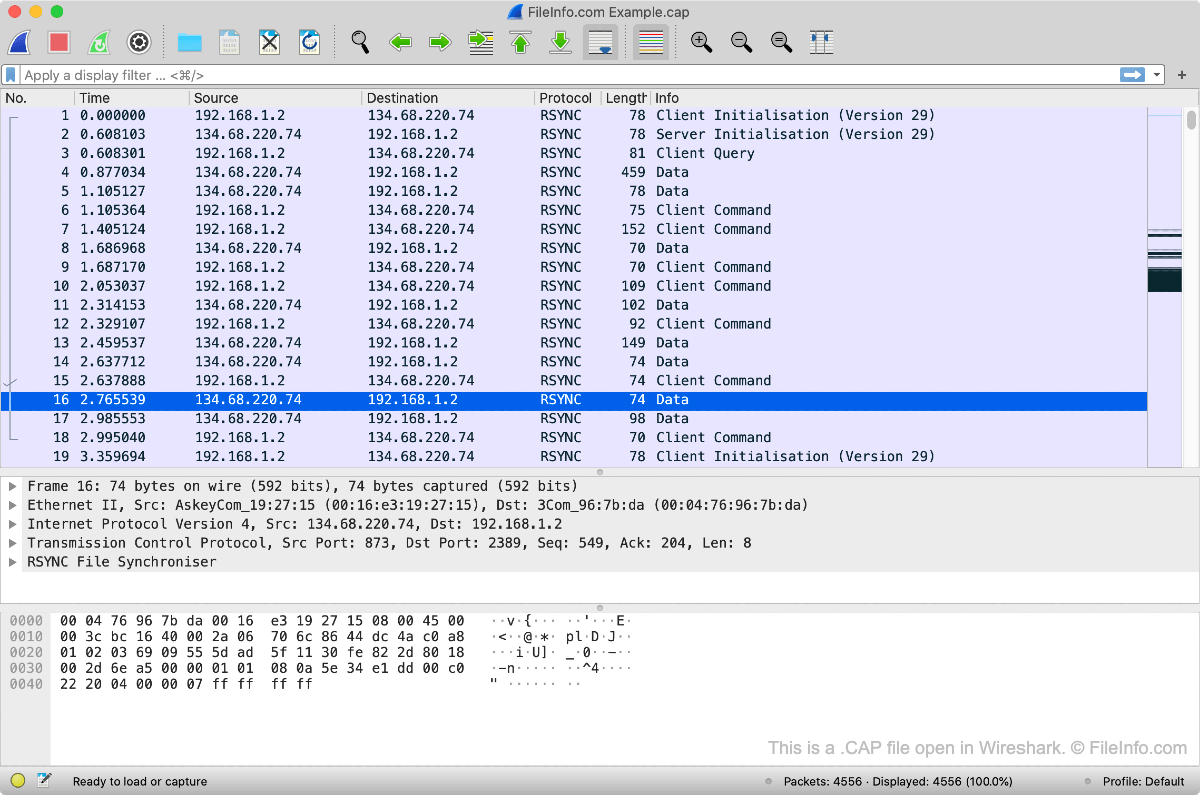 FileInfo.com Example.cap
Apply a display filter ... <⌘/>
No. Time Source Destination Protocol Length Info
1 0.000000 192.168.1.2 134.68.220.74 RSYNC 78 Client Initialisation (Version 29)
2 0.608103 134.68.220.74 192.168.1.2 RSYNC 78 Server Initialisation (Version 29)
3 0.608301 192.168.1.2 134.68.220.74 RSYNC 81 Client Query
4 0.877034 134.68.220.74 192.168.1.2 RSYNC 459 Data
5 1.105127 134.68.220.74 192.168.1.2 RSYNC 78 Data
6 1.105364 192.168.1.2 134.68.220.74 RSYNC 75 Client Command
7 1.405124 192.168.1.2 134.68.220.74 RSYNC 152 Client Command
8 1.686968 134.68.220.74 192.168.1.2 RSYNC 70 Data
9 1.687170 192.168.1.2 134.68.220.74 RSYNC 70 Client Command
10 2.053037 192.168.1.2 134.68.220.74 RSYNC 109 Client Command
11 2.314153 134.68.220.74 192.168.1.2 RSYNC 102 Data
12 2.329107 192.168.1.2 134.68.220.74 RSYNC 92 Client Command
13 2.459537 134.68.220.74 192.168.1.2 RSYNC 149 Data
14 2.637712 134.68.220.74 192.168.1.2 RSYNC 74 Data
15 2.637888 192.168.1.2 134.68.220.74 RSYNC 74 Client Command
16 2.765539 134.68.220.74 192.168.1.2 RSYNC 74 Data
17 2.985553 134.68.220.74 192.168.1.2 RSYNC 98 Data
18 2.995040 192.168.1.2 134.68.220.74 RSYNC 70 Client Command
19 3.359694 192.168.1.2 134.68.220.74 RSYNC 78 Client Initialisation (Version 29)
Frame 16: 74 bytes on wire (592 bits), 74 bytes captured (592 bits)
Ethernet II, Src: AskeyCom_19:27:15 (00:16:e3:19:27:15), Dst: 3Com_96:7b:da (00:04:76:96:7b:da)
Internet Protocol Version 4, Src: 134.68.220.74, Dst: 192.168.1.2
Transmission Control Protocol, Src Port: 873, Dst Port: 2389, Seq: 549, Ack: 204, Len: 8
RSYNC File Synchroniser
0000 00 04 76 96 7b da 00 16 e3 19 27 15 08 00 45 00 ··v·{··· ··'···E·
0010 00 3c bc 16 40 00 2a 06 70 6c 86 44 dc 4a c0 a8 ·<··@·*· pl·D·J··
0020 01 02 03 69 09 55 5d ad 5f 11 30 fe 82 2d 80 18 ···i·U]· _·0··-··
0030 00 2d 6e a5 00 00 01 01 08 0a 5e 34 e1 dd 00 c0 ·-n····· ··^4····
0040 22 20 04 00 00 07 ff ff ff ff " ······ ··
This is a .CAP file open in Wireshark. © FileInfo.com
Ready to load or capture Packets: 4556 · Displayed: 4556 (100.0%) Profile: Default